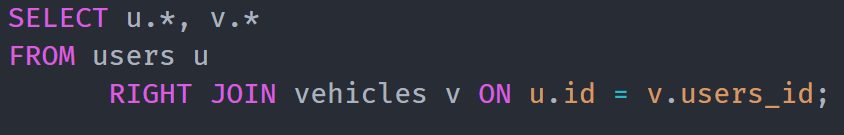 SELECT u.*, v.*
FROM users u
RIGHT JOIN vehicles v ON u.id = v.users_id;